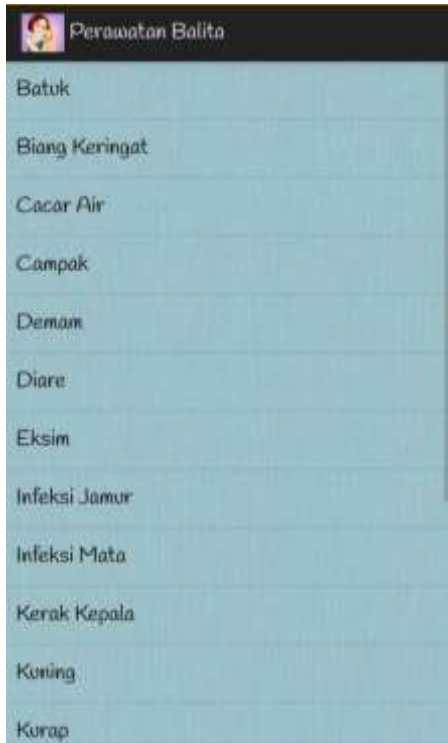 Perawatan Balita
Batuk
Biang Keringat
Cacar Air
Campak
Demam
Diare
Eksim
Infeksi Jamur
Infeksi Mata
Kerak Kepala
Kuning
Kurap